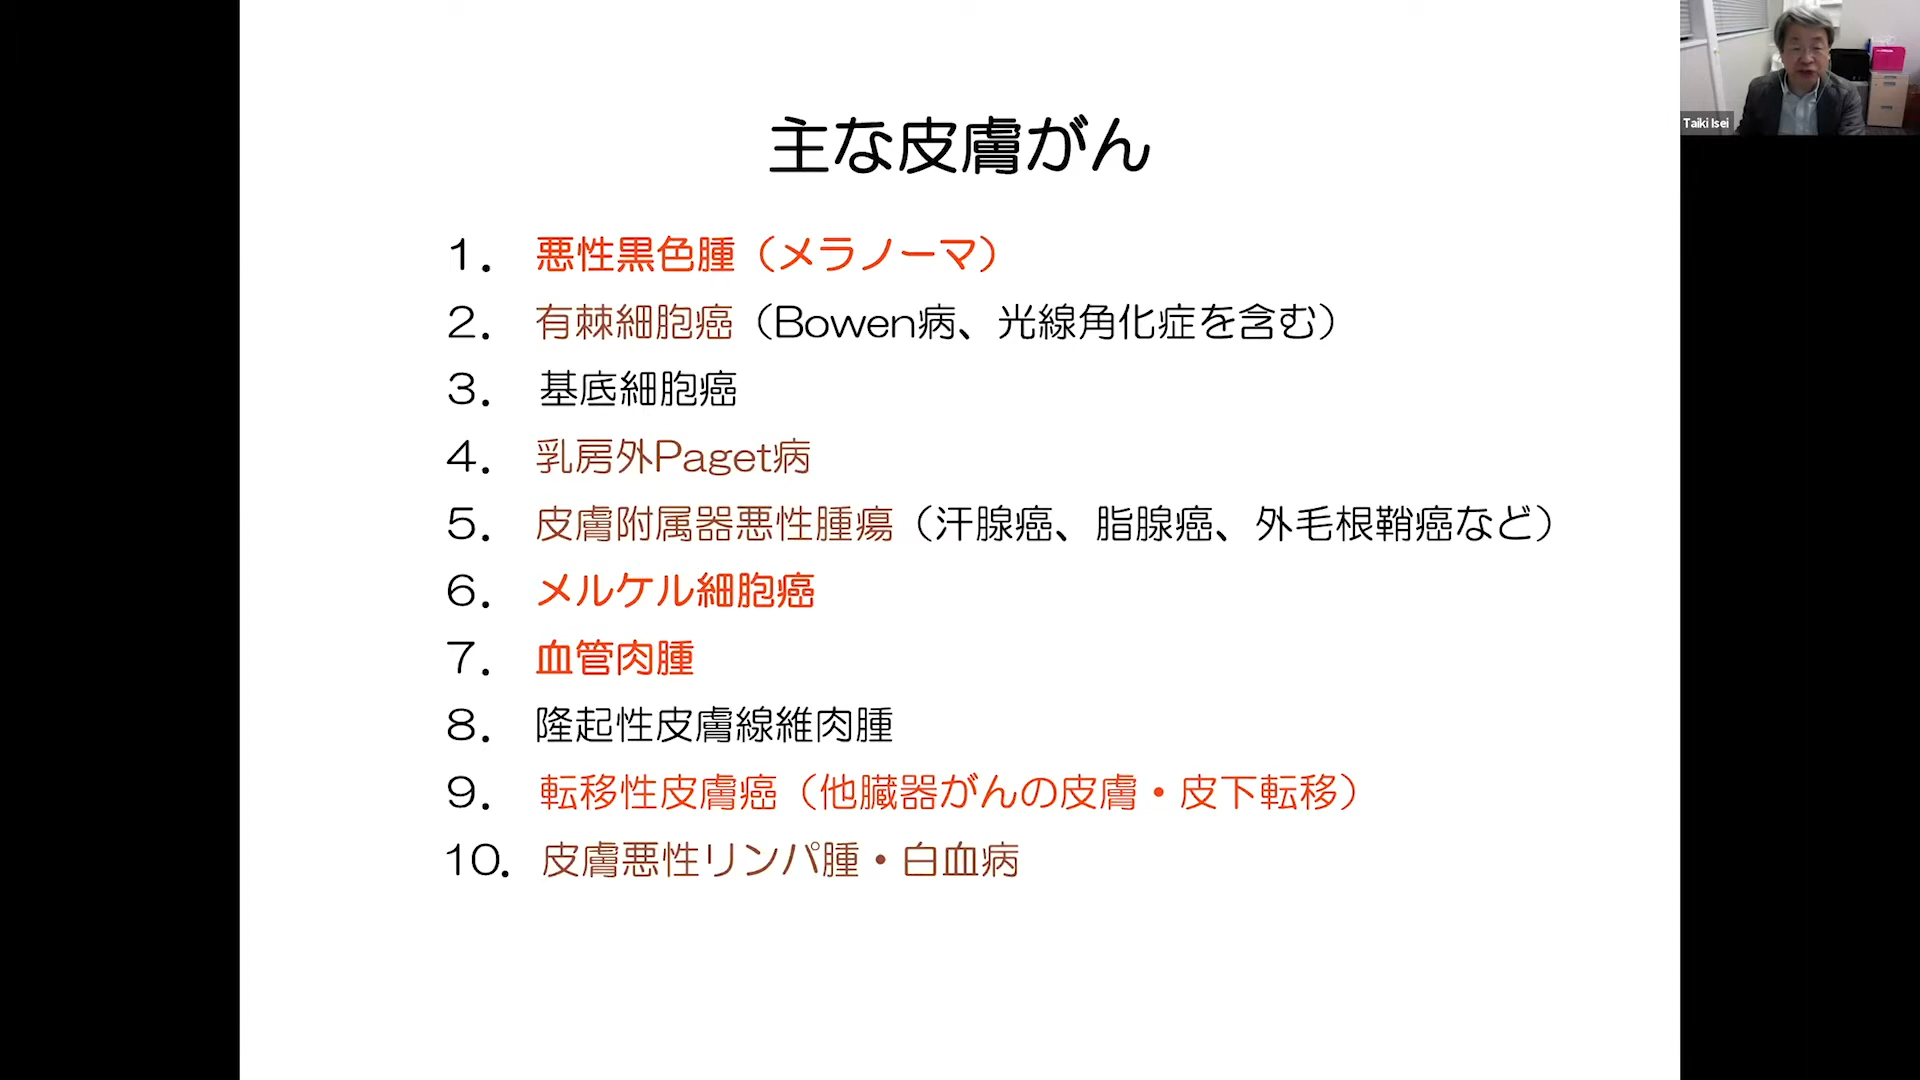 主な皮膚がん
1. 悪性黒色腫（メラノーマ）
2. 有棘細胞癌（Bowen病、光線角化症を含む）
3. 基底細胞癌
4. 乳房外Paget病
5. 皮膚附属器悪性腫瘍（汗腺癌、脂腺癌、外毛根鞘癌など）
6. メルケル細胞癌
7. 血管肉腫
8. 隆起性皮膚線維肉腫
9. 転移性皮膚癌（他臓器がんの皮膚・皮下転移）
10. 皮膚悪性リンパ腫・白血病
Taiki Isei